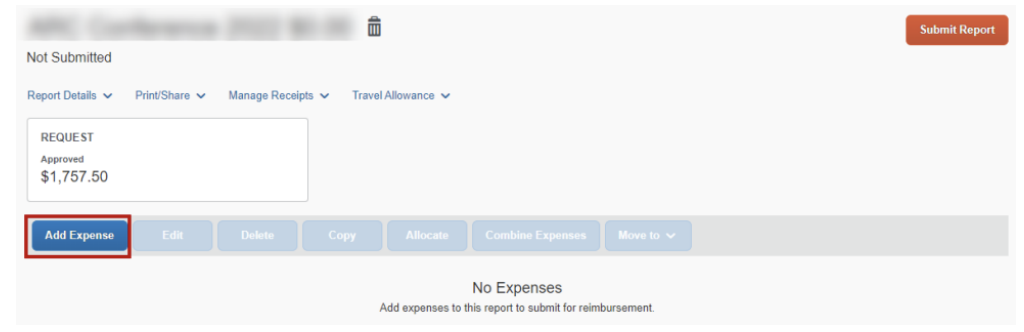 Submit Report
Not Submitted
Report Details Print/Share Manage Receipts Travel Allowance
REQUEST
Approved
$1,757.50
Add Expense Edit Delete Copy Allocate Combine Expenses Move to
No Expenses
Add expenses to this report to submit for reimbursement.